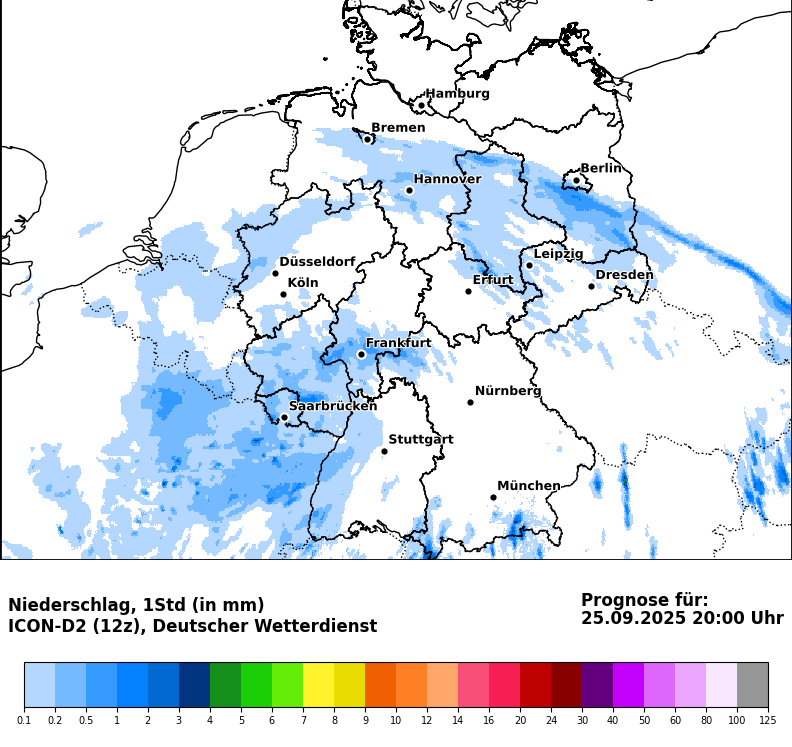 Hamburg
Bremen
Berlin
Hannover
Leipzig
Düsseldorf
Dresden
Köln
Erfurt
Frankfurt
Nürnberg
Saarbrücken
Stuttgart
München
Niederschlag, 1Std (in mm)
ICON-D2 (12z), Deutscher Wetterdienst
Prognose für:
25.09.2025 20:00 Uhr
0.1 0.2 0.5 1 2 3 4 5 6 7 8 9 10 12 14 16 20 24 30 40 50 60 80 100 125